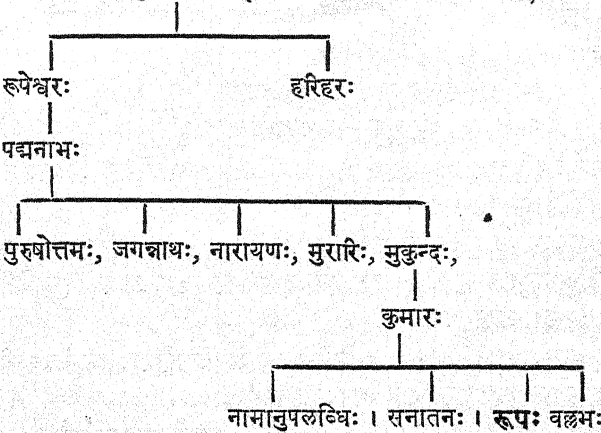 रूपेश्वरः हरिहरः
पद्मनाभः
पुरुषोत्तमः, जगन्नाथः, नारायणः, मुरारिः, मुकुन्दः,
कुमारः
नामानुपलब्धिः । सनातनः । रूपः वल्लभः